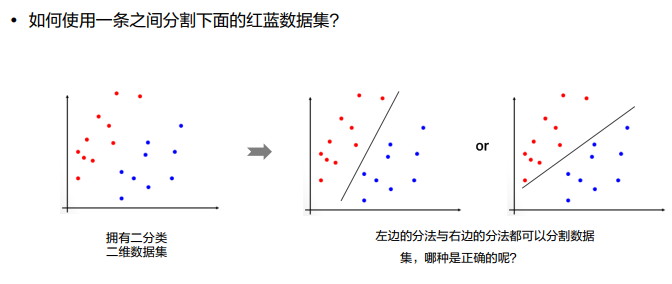 • 如何使用一条之间分割下面的红蓝数据集?
or
拥有二分类
二维数据集
左边的分法与右边的分法都可以分割数据
集，哪种是正确的呢?